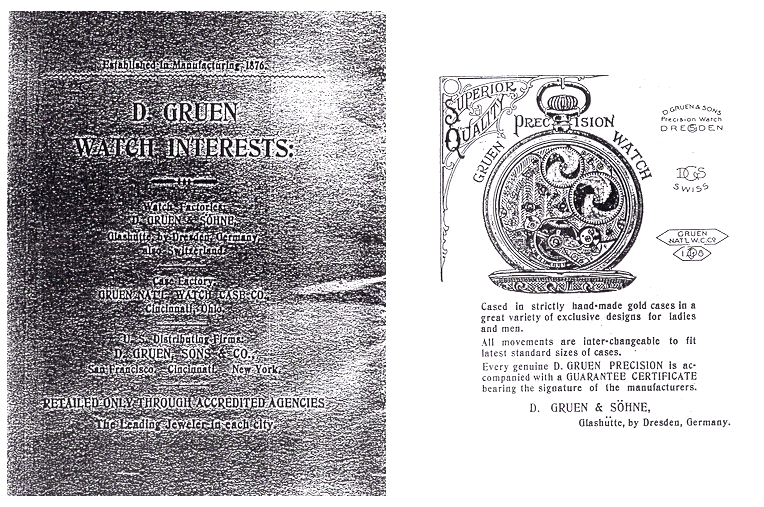 Established in Manufacturing, 1876.
D. GRUEN
WATCH INTERESTS:
Watch Factories:
D. GRUEN & SÖHNE,
Glashütte, by Dresden, Germany,
also Switzerland.
Case Factory:
GRUEN NAT'L WATCH CASE CO.,
Cincinnati, Ohio.
U. S. Distributing Firms:
D. GRUEN, SONS & CO.,
San Francisco. Cincinnati. New York.
RETAILED ONLY THROUGH ACCREDITED AGENCIES
The Leading Jeweler in each city.
SUPERIOR
QUALITY
GRUEN PRECISION WATCH
D. GRUEN & SONS
Precision Watch
DRESDEN
DGS
SWISS
GRUEN
NAT'L W.C.CO.
Cased in strictly hand-made gold cases in a
great variety of exclusive designs for ladies
and men.
All movements are inter-changeable to fit
latest standard sizes of cases.
Every genuine D. GRUEN PRECISION is ac-
companied with a GUARANTEE CERTIFICATE
bearing the signature of the manufacturers.
D. GRUEN & SÖHNE,
Glashütte, by Dresden, Germany.